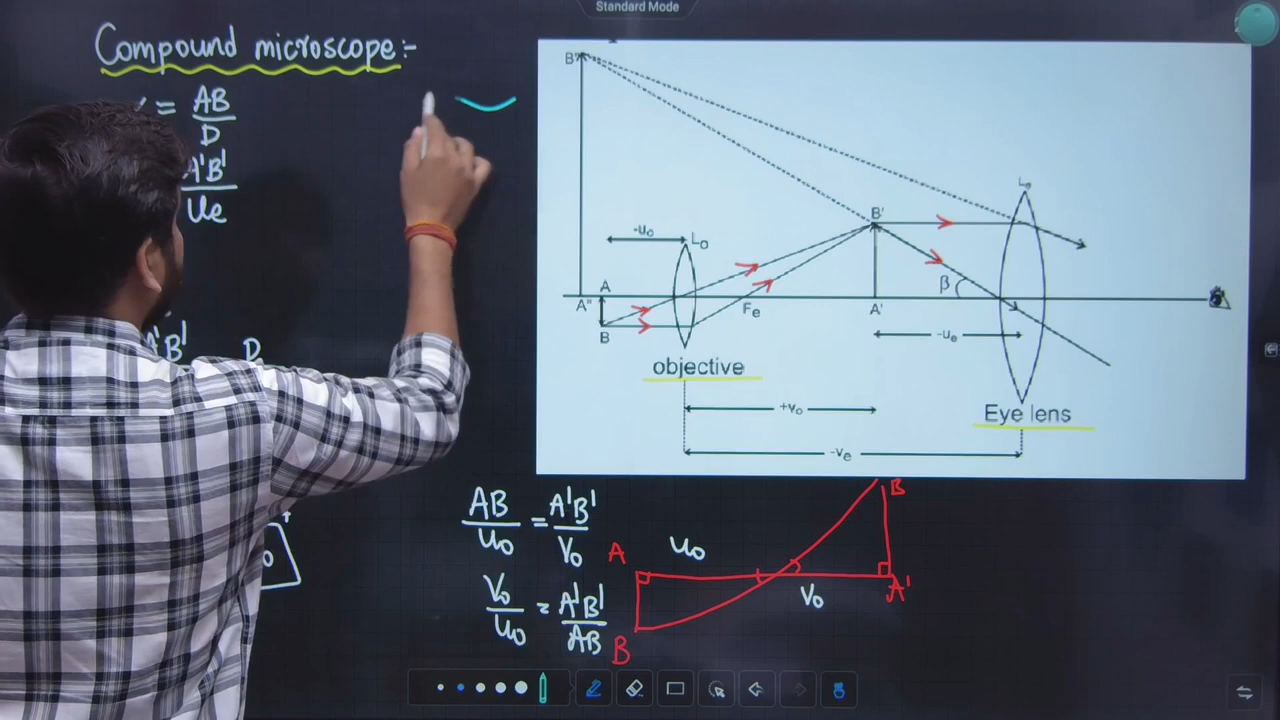 Standard Mode
Compound microscope:-
= AB/D
A'B'/Ue
A'B' D
B"
Lo
-uo
Lo
B'
A
A"
B
Fe
A'
β
-ue
objective
Eye lens
+vo
-ve
AB/uo = A'B'/Vo
Vo/uo = A'B'/AB
A
uo
B
Vo
A'
B